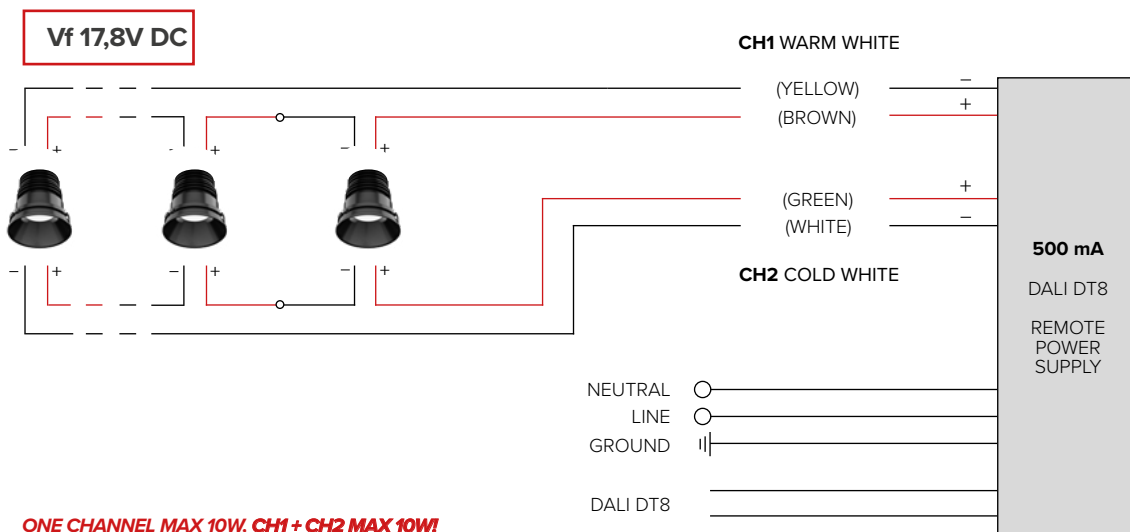 Vf 17,8V DC
CH1 WARM WHITE
(YELLOW)
−
(BROWN)
+
− + - + − +
(GREEN)
+
(WHITE)
−
− + − + − +
CH2 COLD WHITE
500 mA
DALI DT8
REMOTE
POWER
SUPPLY
NEUTRAL
LINE
GROUND
DALI DT8
ONE CHANNEL MAX 10W, CH1 + CH2 MAX 10W!